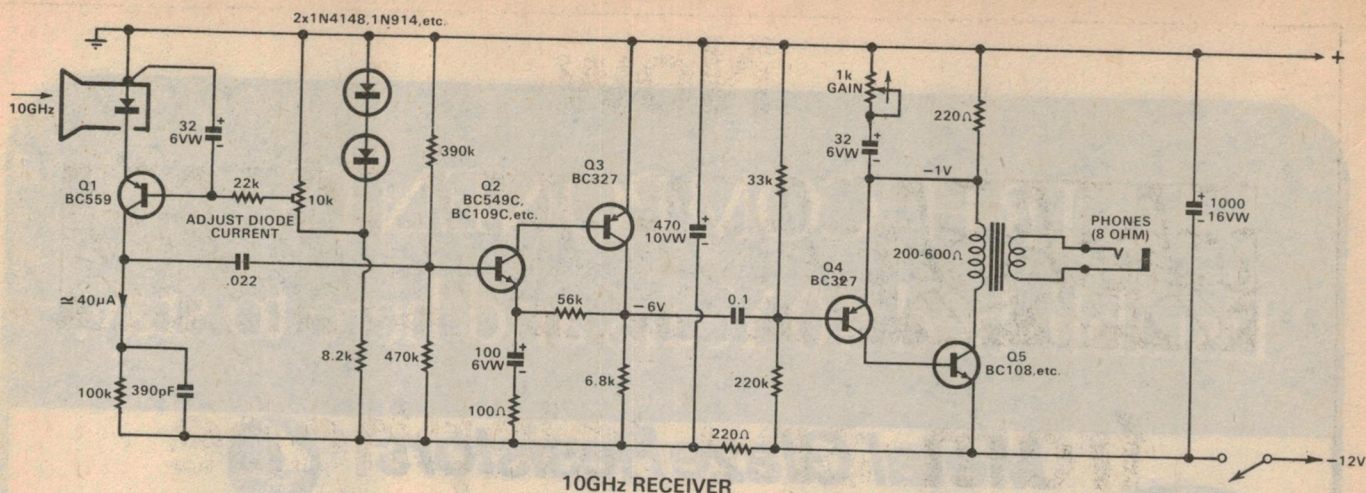 2x1N4148,1N914,etc.
+
10GHz
32
6VW
+
-
Q1
BC559
22k
10k
ADJUST DIODE
CURRENT
390k
Q2
BC549C,
BC109C,etc.
Q3
BC327
470
10VW
+
-
33k
1k
GAIN
32
6VW
+
-
-1V
220Ω
1000
16VW
+
-
PHONES
(8 OHM)
200-600Ω
.022
≃ 40µA
56k
-6V
0.1
Q4
BC327
100
6VW
+
-
8.2k
470k
100k
390pF
100Ω
6.8k
220k
Q5
BC108,etc.
220Ω
-12V
10GHz RECEIVER